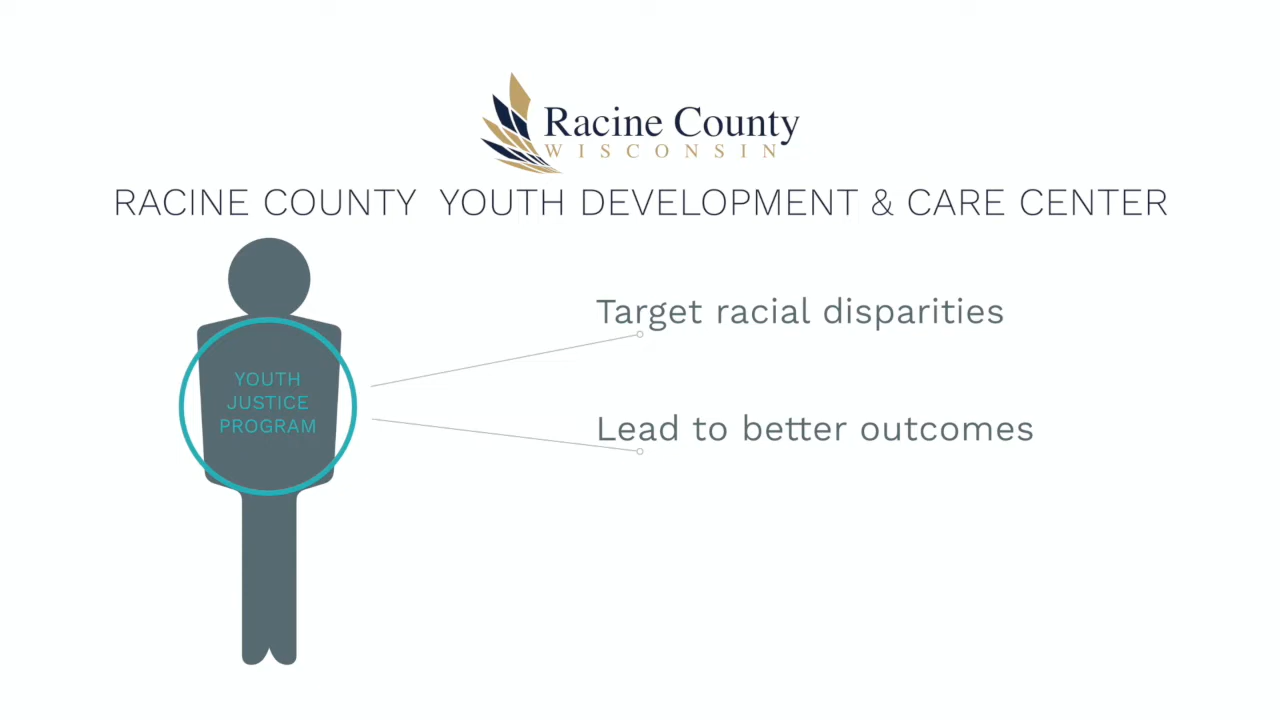 Racine County
WISCONSIN
RACINE COUNTY YOUTH DEVELOPMENT & CARE CENTER
Target racial disparities
YOUTH
JUSTICE
PROGRAM
Lead to better outcomes